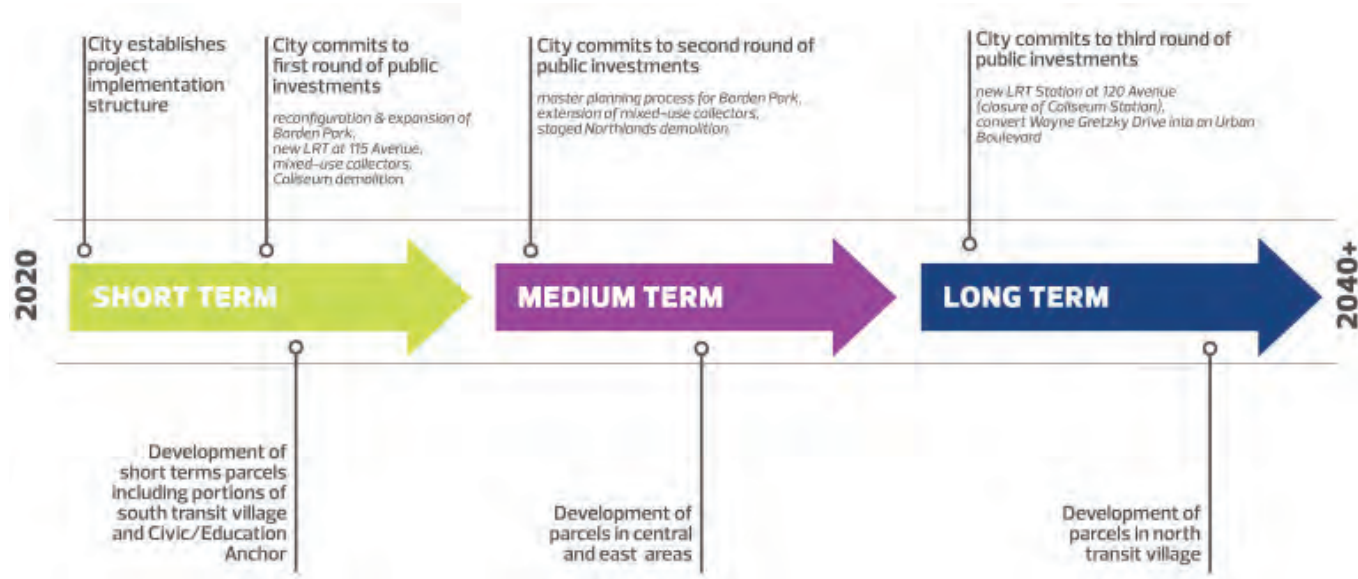 City establishes
project
implementation
structure
City commits to
first round of public
investments
reconfiguration & expansion of
Borden Park,
new LRT at 115 Avenue,
mixed-use collectors,
Coliseum demolition
City commits to second round of
public investments
master planning process for Borden Park,
extension of mixed-use collectors,
staged Northlands demolition
City commits to third round of
public investments
new LRT Station at 120 Avenue
(closure of Coliseum Station),
convert Wayne Gretzky Drive into an Urban
Boulevard
2020
SHORT TERM
MEDIUM TERM
LONG TERM
2040+
Development of
short terms parcels
including portions of
south transit village
and Civic/Education
Anchor
Development of
parcels in central
and east areas
Development of
parcels in north
transit village